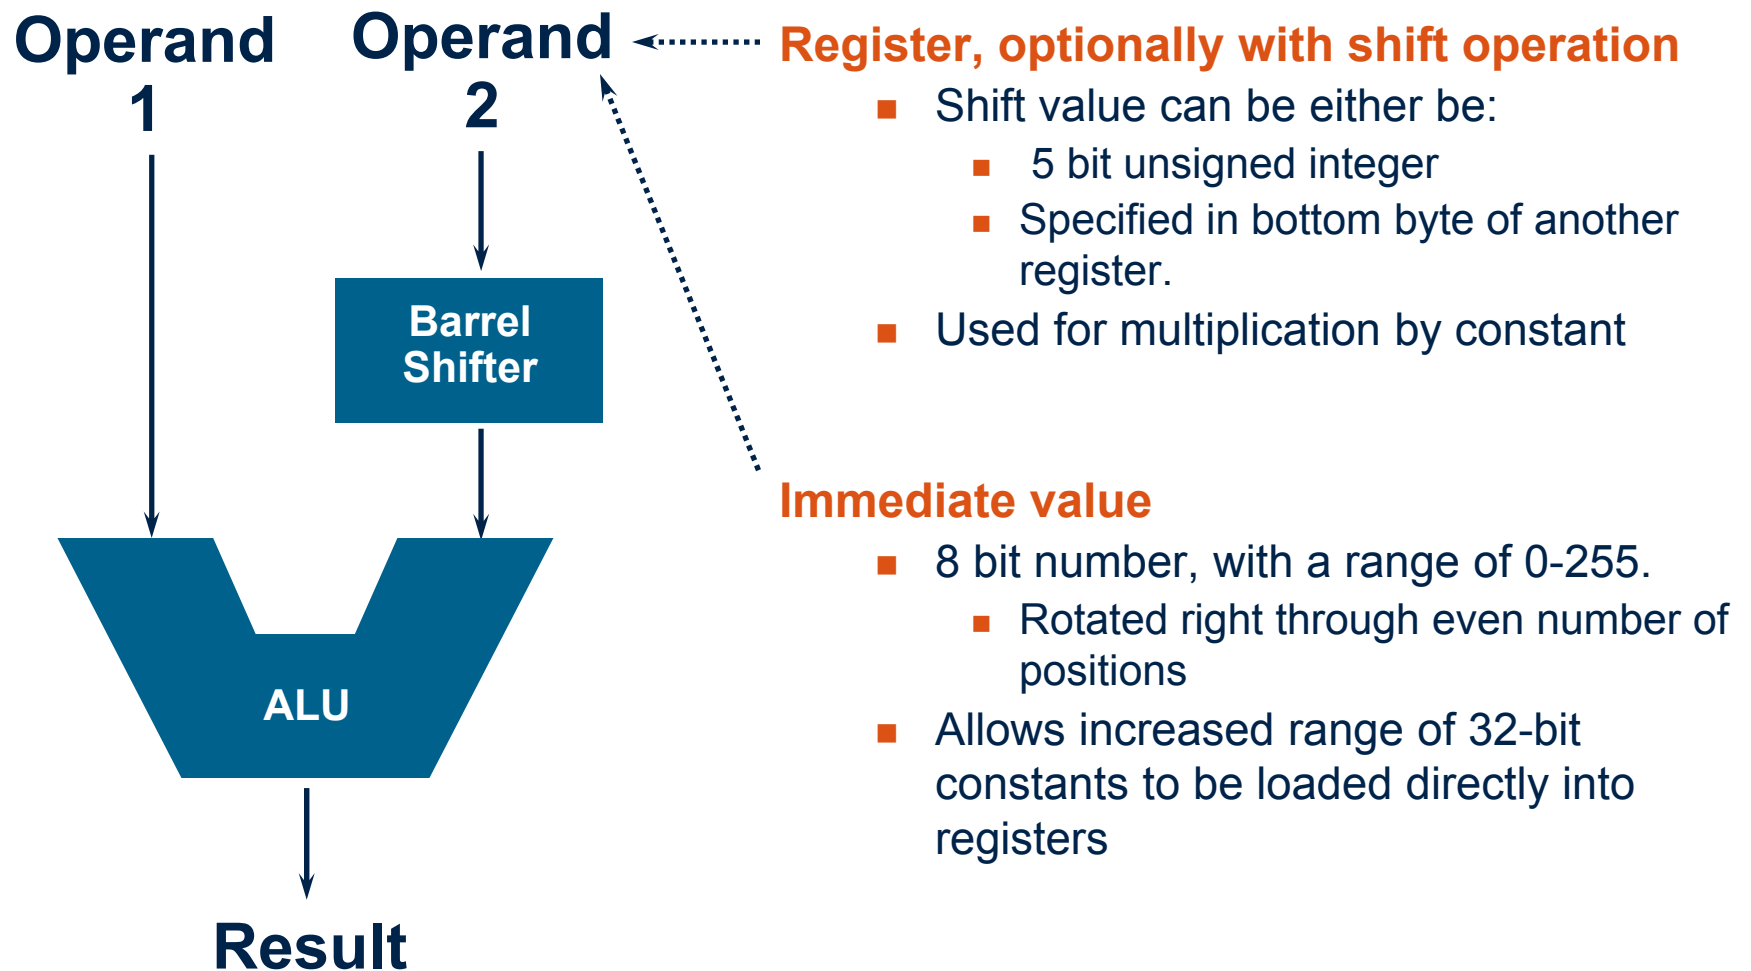 Operand
1
Operand
2
Barrel
Shifter
ALU
Result
Register, optionally with shift operation
Shift value can be either be:
5 bit unsigned integer
Specified in bottom byte of another
register.
Used for multiplication by constant
Immediate value
8 bit number, with a range of 0-255.
Rotated right through even number of
positions
Allows increased range of 32-bit
constants to be loaded directly into
registers